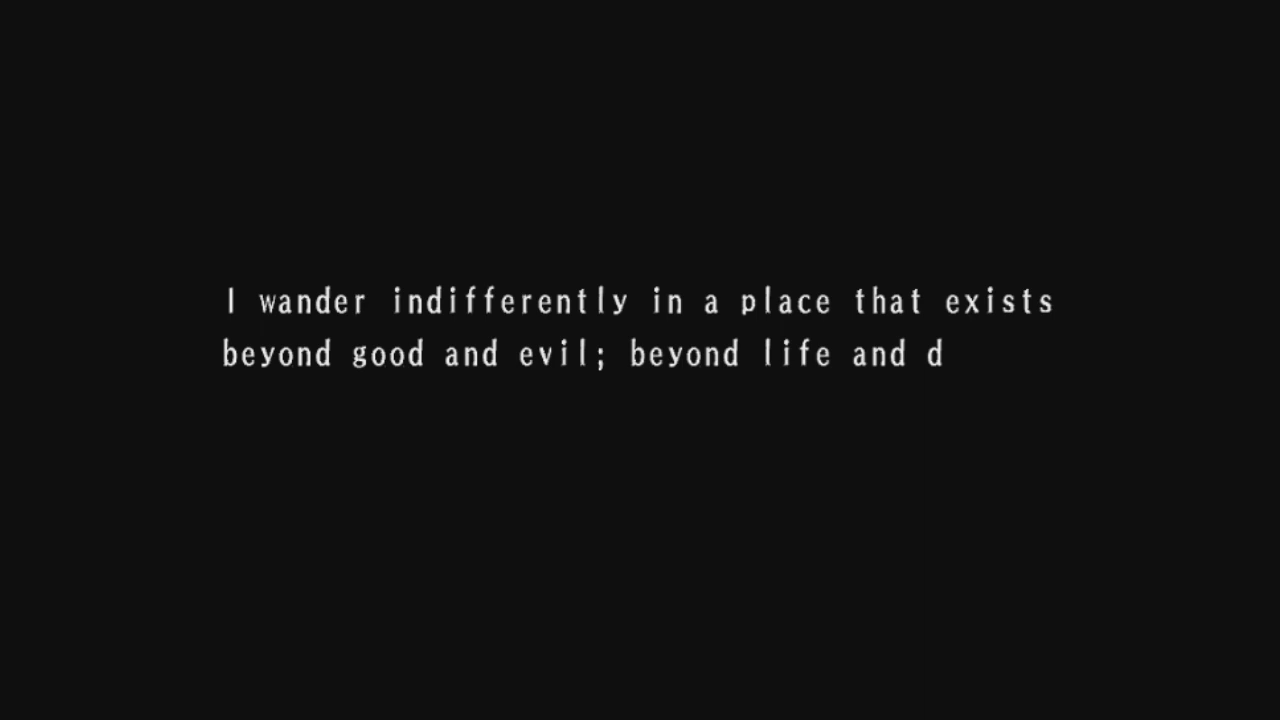 I wander indifferently in a place that exists
beyond good and evil; beyond life and d